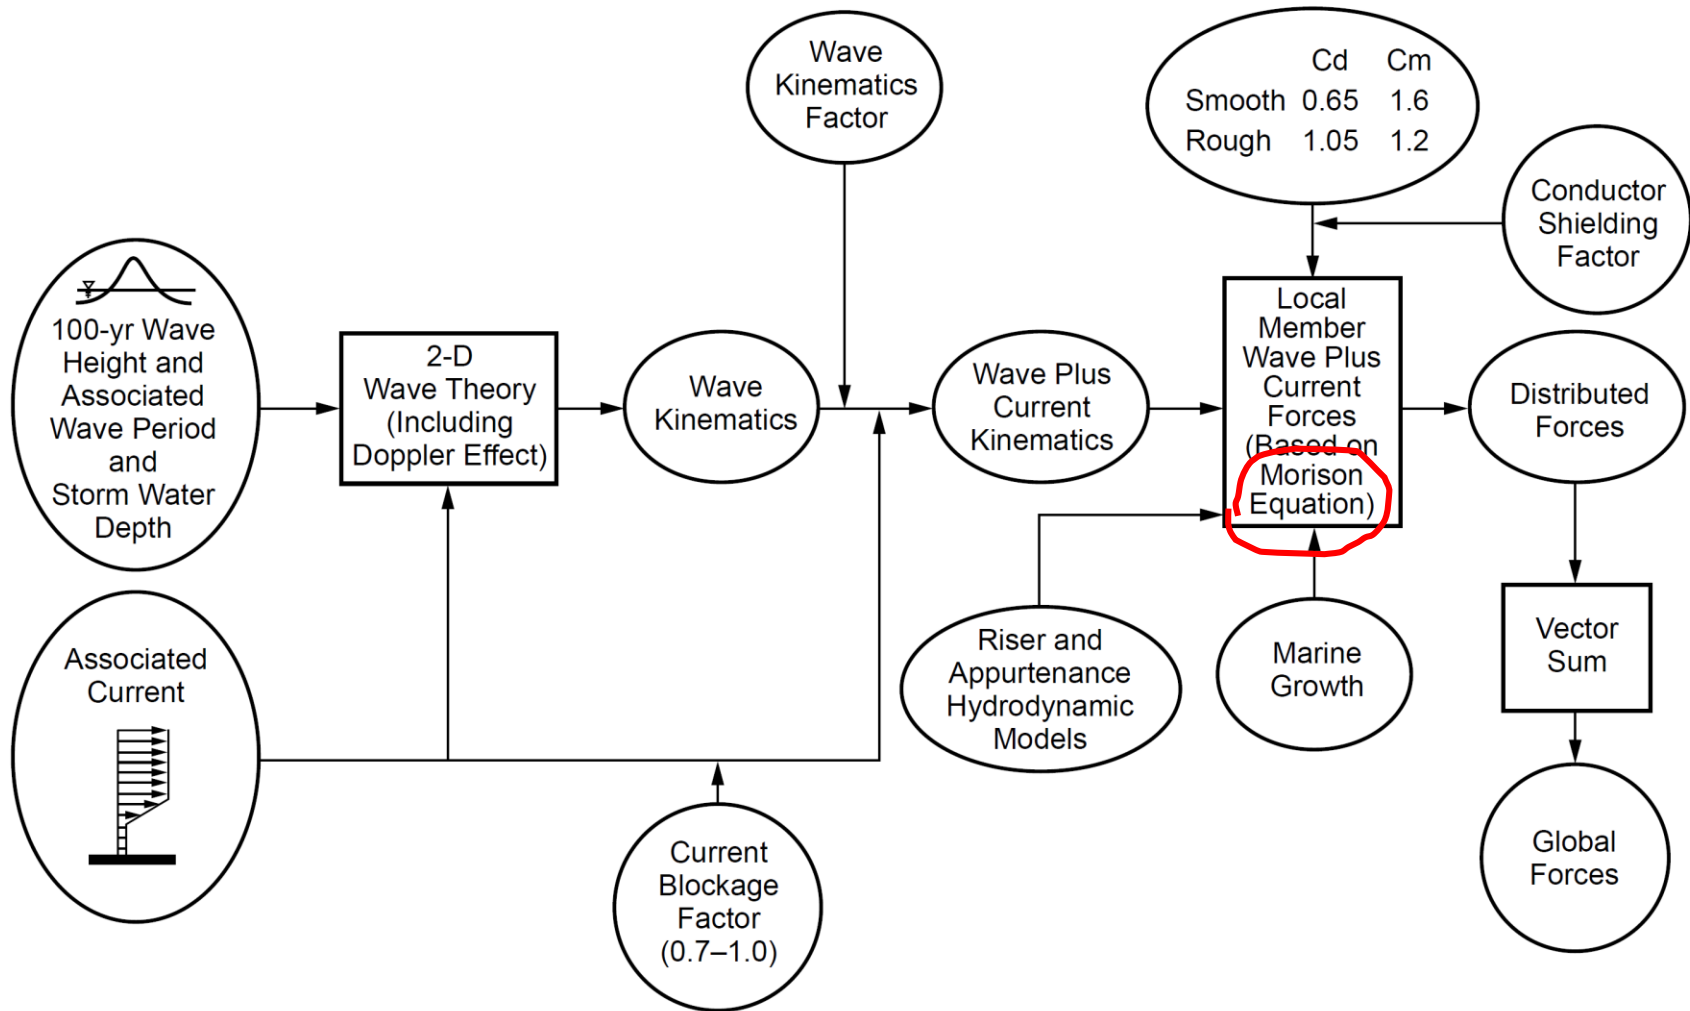 Wave
Kinematics
Factor
Cd Cm
Smooth 0.65 1.6
Rough 1.05 1.2
Conductor
Shielding
Factor
100-yr Wave
Height and
Associated
Wave Period
and
Storm Water
Depth
2-D
Wave Theory
(Including
Doppler Effect)
Wave
Kinematics
Wave Plus
Current
Kinematics
Local
Member
Wave Plus
Current
Forces
(Based on
Morison
Equation)
Distributed
Forces
Associated
Current
Riser and
Appurtenance
Hydrodynamic
Models
Marine
Growth
Vector
Sum
Current
Blockage
Factor
(0.7–1.0)
Global
Forces